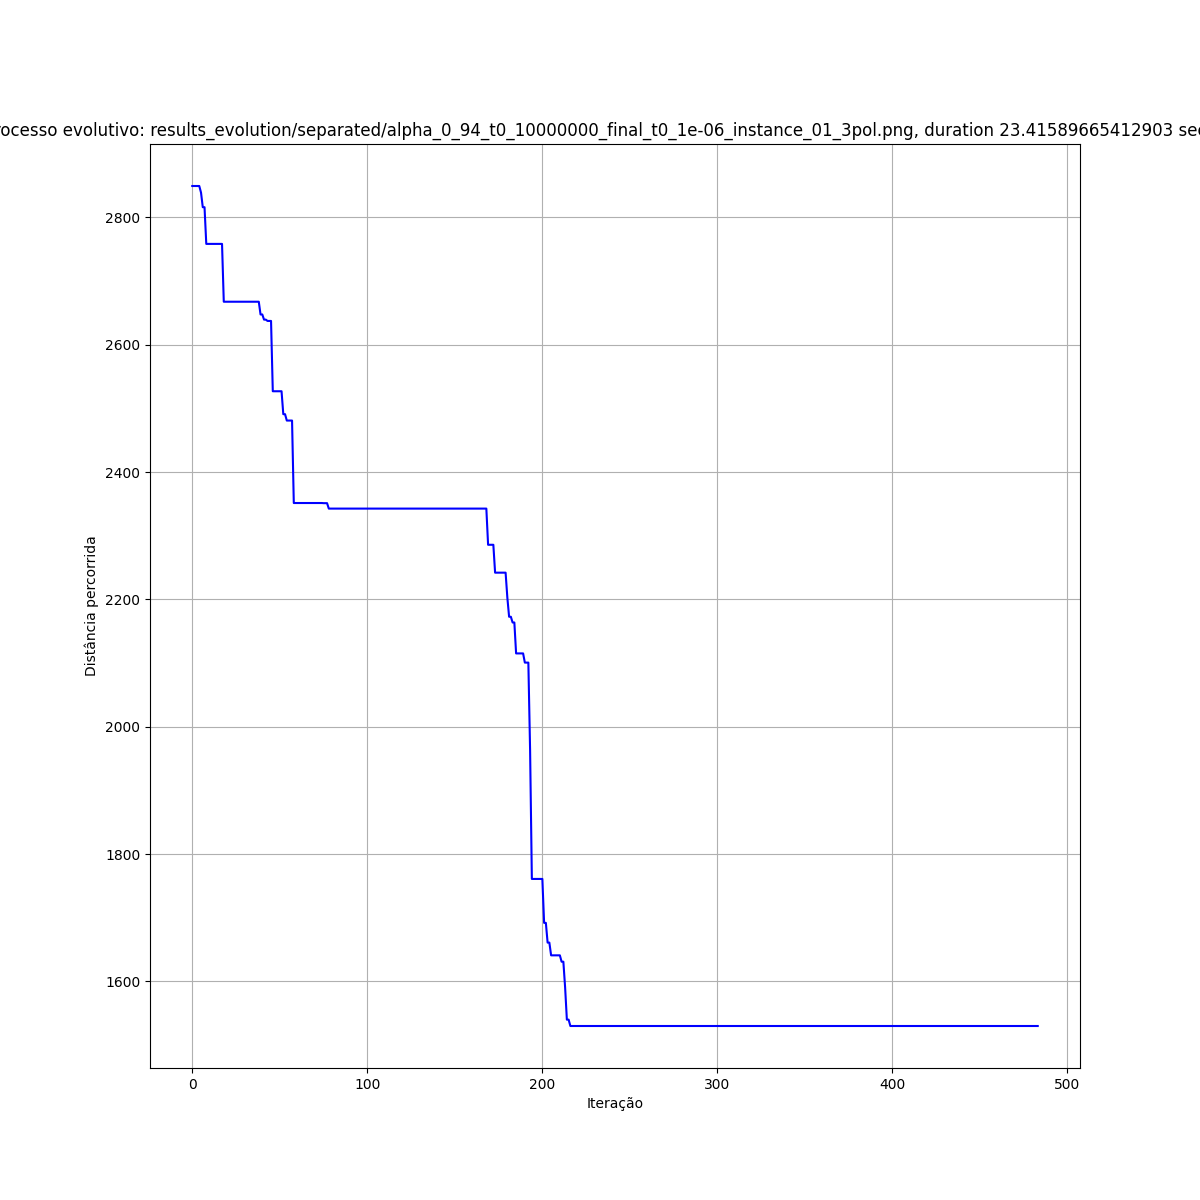 ocesso evolutivo: results_evolution/separated/alpha_0_94_t0_10000000_final_t0_1e-06_instance_01_3pol.png, duration 23.41589665412903 sec
2800
2600
2400
2200
2000
1800
1600
Distância percorrida
0 100 200 300 400 500
Iteração